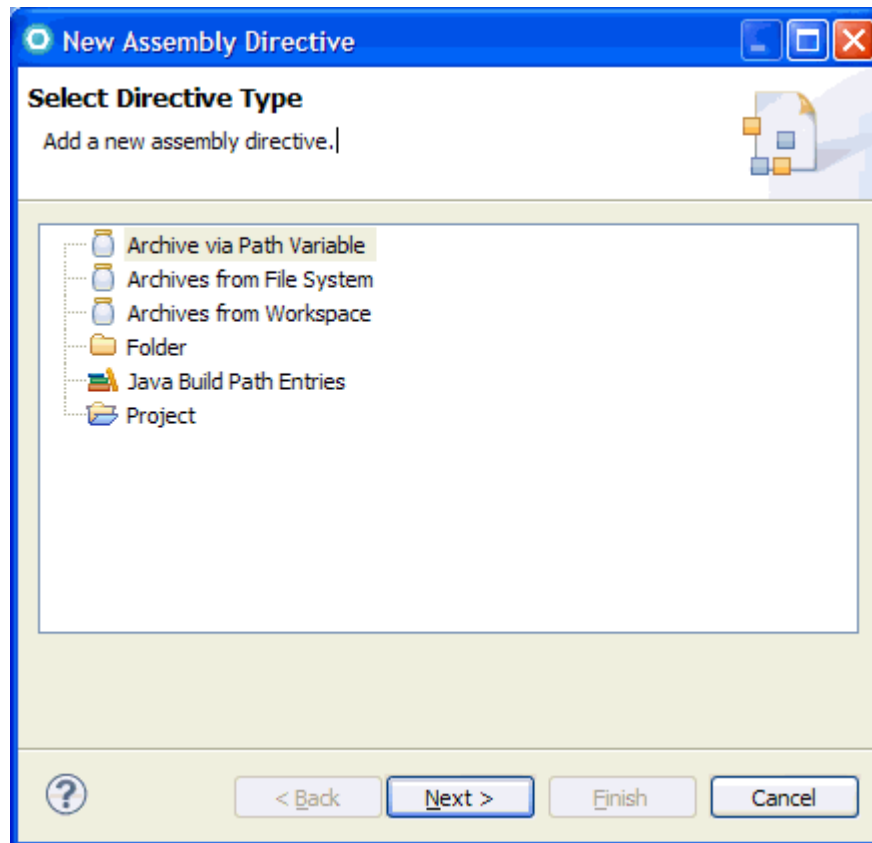 New Assembly Directive
Select Directive Type
Add a new assembly directive.
Archive via Path Variable
Archives from File System
Archives from Workspace
Folder
Java Build Path Entries
Project
?
< Back
Next >
Finish
Cancel